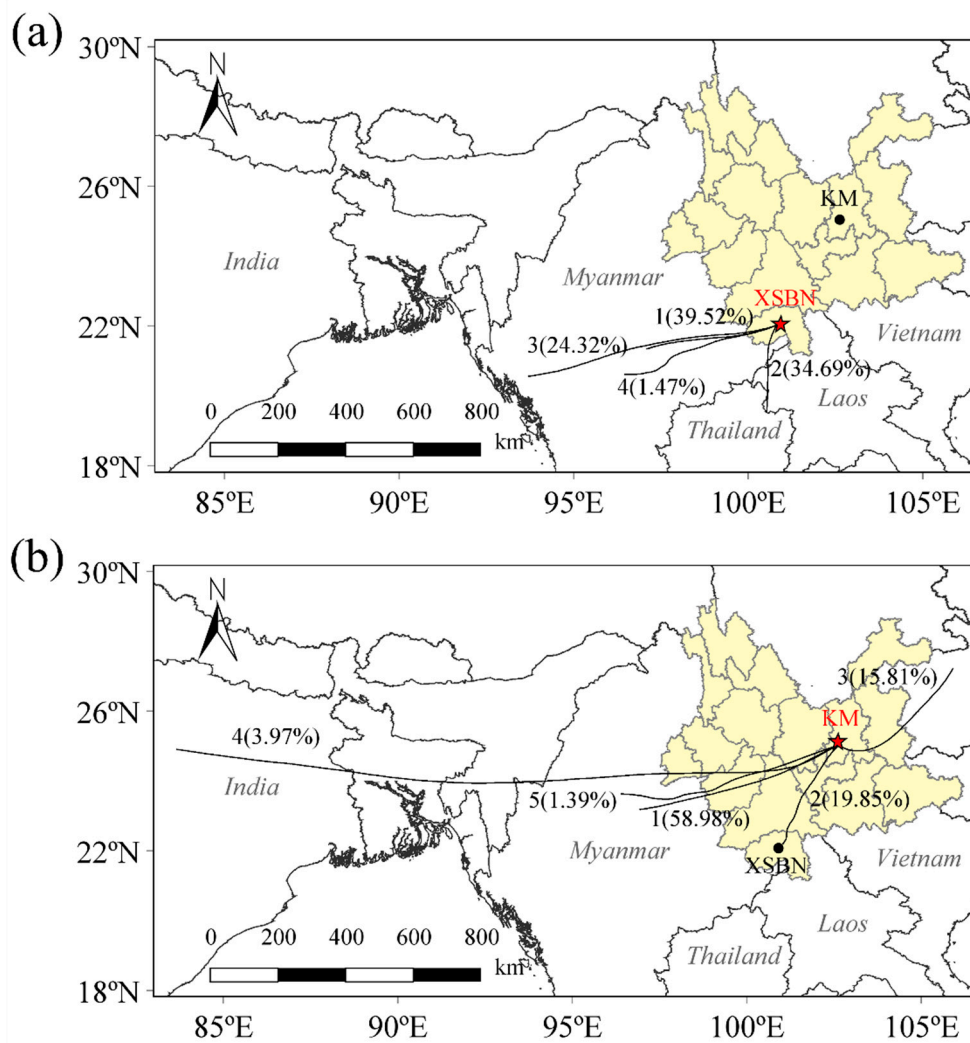 (a)
30ºN
N
26ºN
KM
India
Myanmar
XSBN
1(39.52%)
22ºN
Vietnam
3(24.32%)
4(1.47%)
2(34.69%)
Laos
0 200 400 600 800
Thailand
km
18ºN
85ºE 90ºE 95ºE 100ºE 105ºE
(b)
30ºN
N
3(15.81%)
26ºN
KM
4(3.97%)
India
5(1.39%)
2(19.85%)
1(58.98%)
Myanmar
22ºN
XSBN
Vietnam
Laos
0 200 400 600 800
Thailand
km
18ºN
85ºE 90ºE 95ºE 100ºE 105ºE